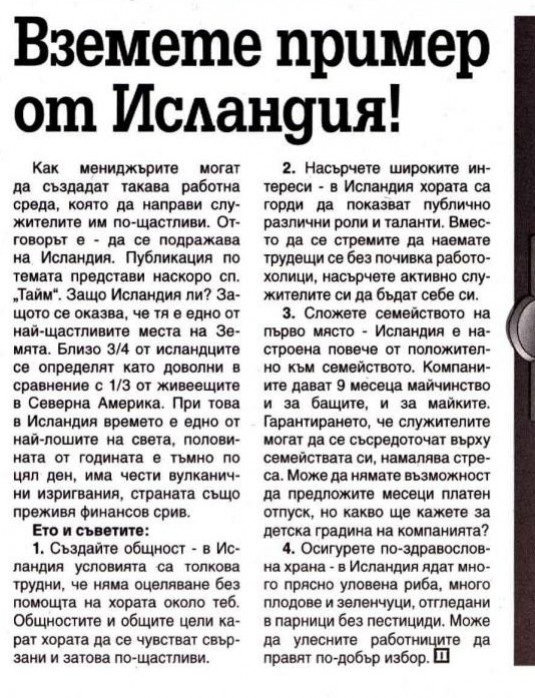 Вземете пример
от Исландия!
Как мениджърите могат
да създадат такава работна
среда, която да направи слу-
жителите им по-щастливи. От-
говорът е - да се подражава
на Исландия. Публикация по
темата представи наскоро сп.
„Тайм“. Защо Исландия ли? За-
щото се оказва, че тя е едно от
най-щастливите места на Зе-
мята. Близо 3/4 от исландците
се определят като доволни в
сравнение с 1/3 от живеещите
в Северна Америка. При това
в Исландия времето е едно от
най-лошите на света, полови-
ната от годината е тъмно по
цял ден, има чести вулканич-
ни изригвания, страната също
преживя финансов срив.
Ето и съветите:
1. Създайте общност - в Ис-
ландия условията са толкова
трудни, че няма оцеляване без
помощта на хората около теб.
Общностите и общите цели ка-
рат хората да се чувстват свър-
зани и затова по-щастливи.
2. Насърчете широките ин-
тереси - в Исландия хората са
горди да показват публично
различни роли и таланти. Вмес-
то да се стремите да наемате
трудещи се без почивка работо-
холици, насърчете активно слу-
жителите си да бъдат себе си.
3. Сложете семейството на
първо място - Исландия е на-
строена повече от положител-
но към семейството. Компани-
ите дават 9 месеца майчинство
и за бащите, и за майките.
Гарантирането, че служителите
могат да се съсредоточат върху
семействата си, намалява стре-
са. Може да нямате възможност
да предложите месеци платен
отпуск, но какво ще кажете за
детска градина на компанията?
4. Осигурете по-здравослов-
на храна - в Исландия ядат мно-
го прясно уловена риба, много
плодове и зеленчуци, отгледани
в парници без пестициди. Може
да улесните работниците да
правят по-добър избор.